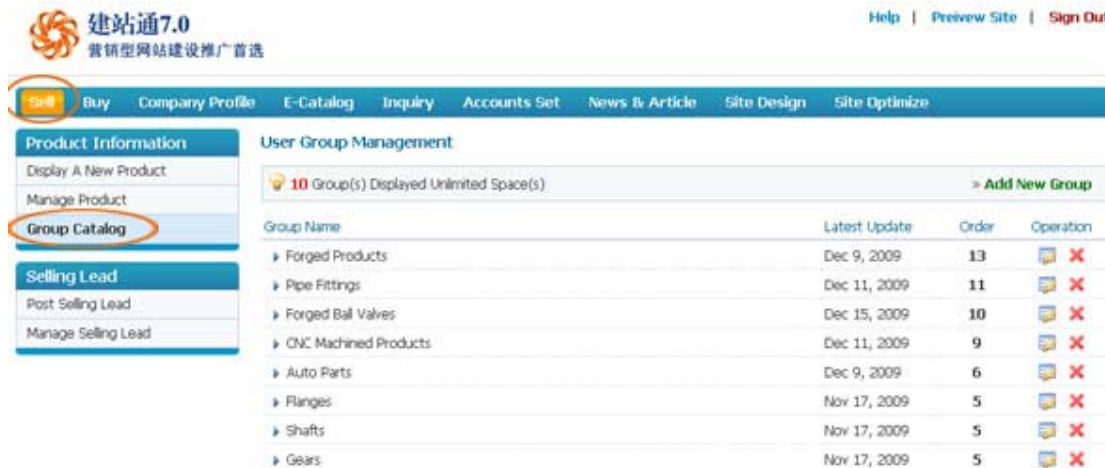 建站通7.0
营销型网站建设推广首选
Help | Preivew Site | Sign Out
Sell Buy Company Profile E-Catalog Inquiry Accounts Set News & Article Site Design Site Optimize
Product Information
Display A New Product
Manage Product
Group Catalog
Selling Lead
Post Selling Lead
Manage Selling Lead
User Group Management
10 Group(s) Displayed Unlimited Space(s) » Add New Group
Group Name Latest Update Order Operation
Forged Products Dec 9, 2009 13
Pipe Fittings Dec 11, 2009 11
Forged Ball Valves Dec 15, 2009 10
CNC Machined Products Dec 11, 2009 9
Auto Parts Dec 9, 2009 6
Flanges Nov 17, 2009 5
Shafts Nov 17, 2009 5
Gears Nov 17, 2009 5